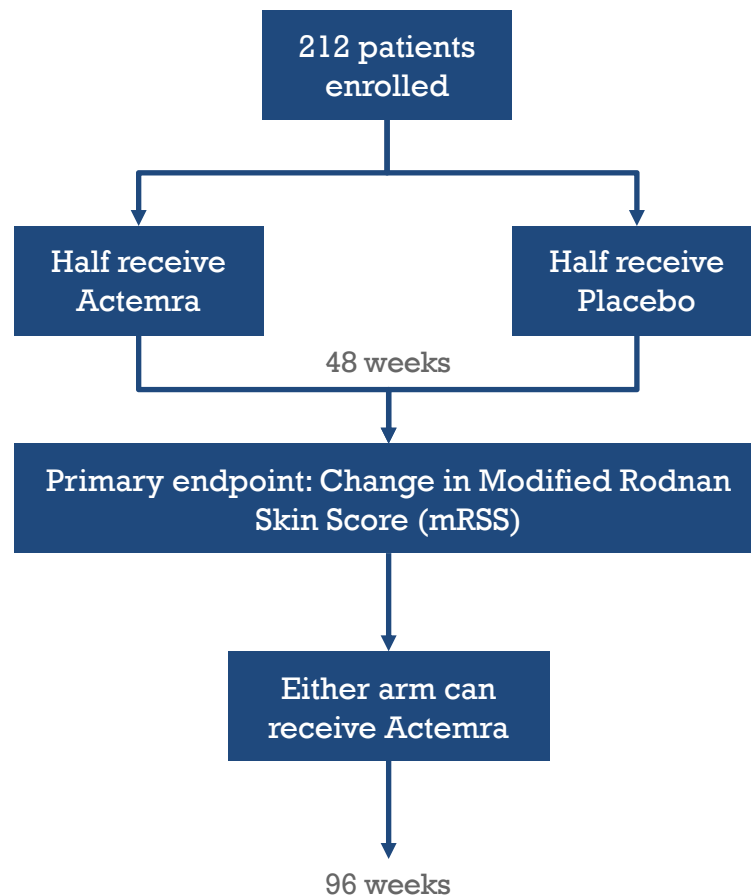 212 patients
enrolled
Half receive
Actemra
Half receive
Placebo
48 weeks
Primary endpoint: Change in Modified Rodnan
Skin Score (mRSS)
Either arm can
receive Actemra
96 weeks